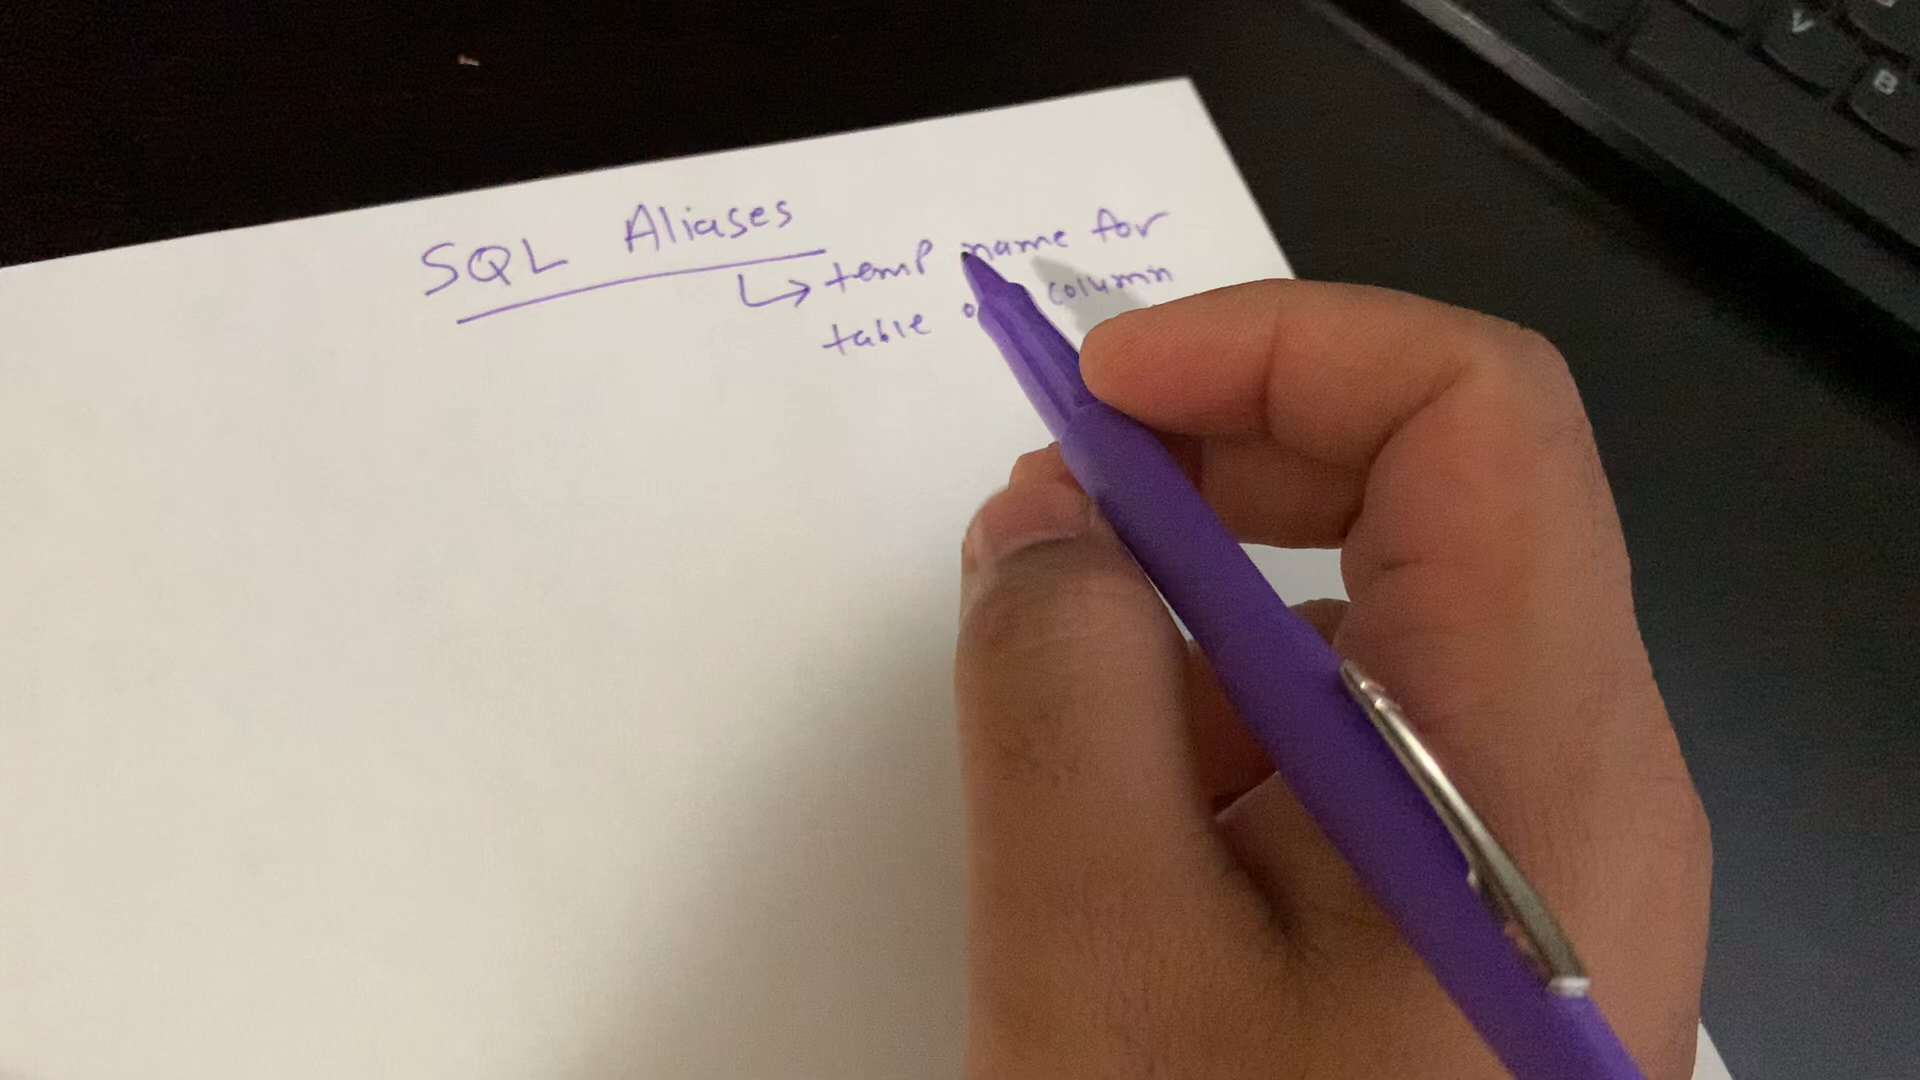 SQL Aliases
↳ temp name for
table column
V
B